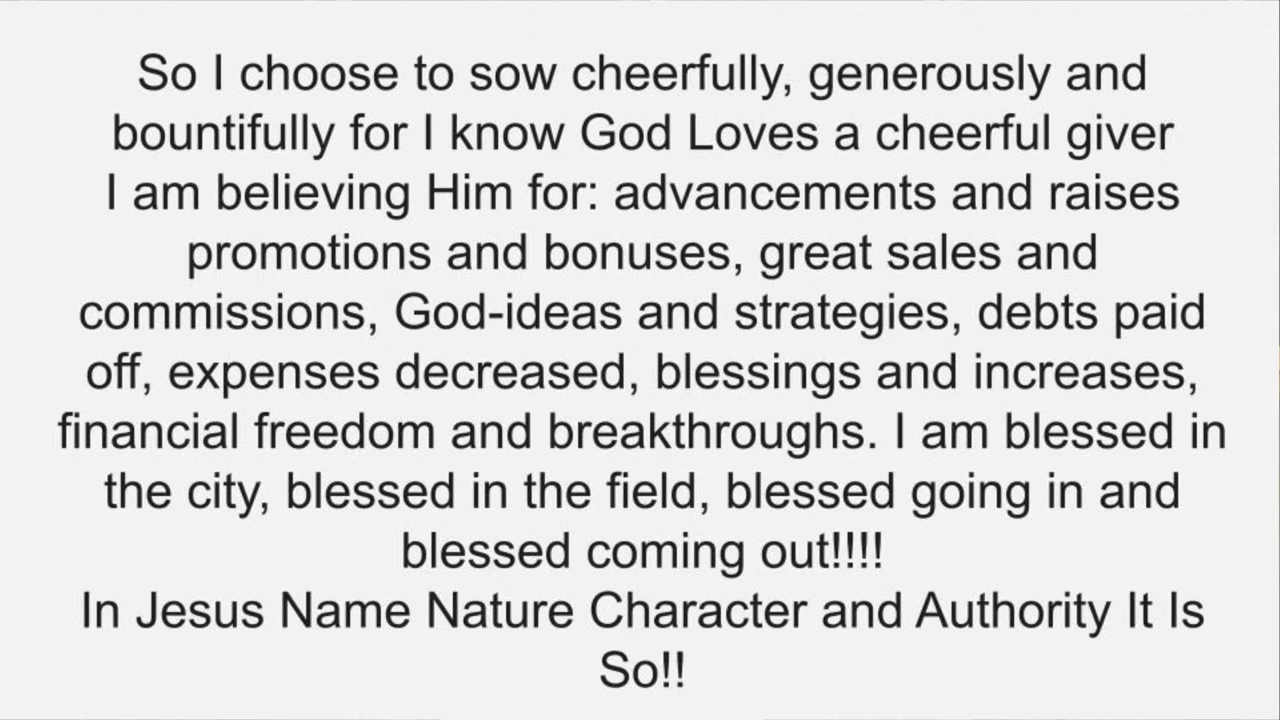 So I choose to sow cheerfully, generously and
bountifully for I know God Loves a cheerful giver
I am believing Him for: advancements and raises
promotions and bonuses, great sales and
commissions, God-ideas and strategies, debts paid
off, expenses decreased, blessings and increases,
financial freedom and breakthroughs. I am blessed in
the city, blessed in the field, blessed going in and
blessed coming out!!!!
In Jesus Name Nature Character and Authority It Is
So!!